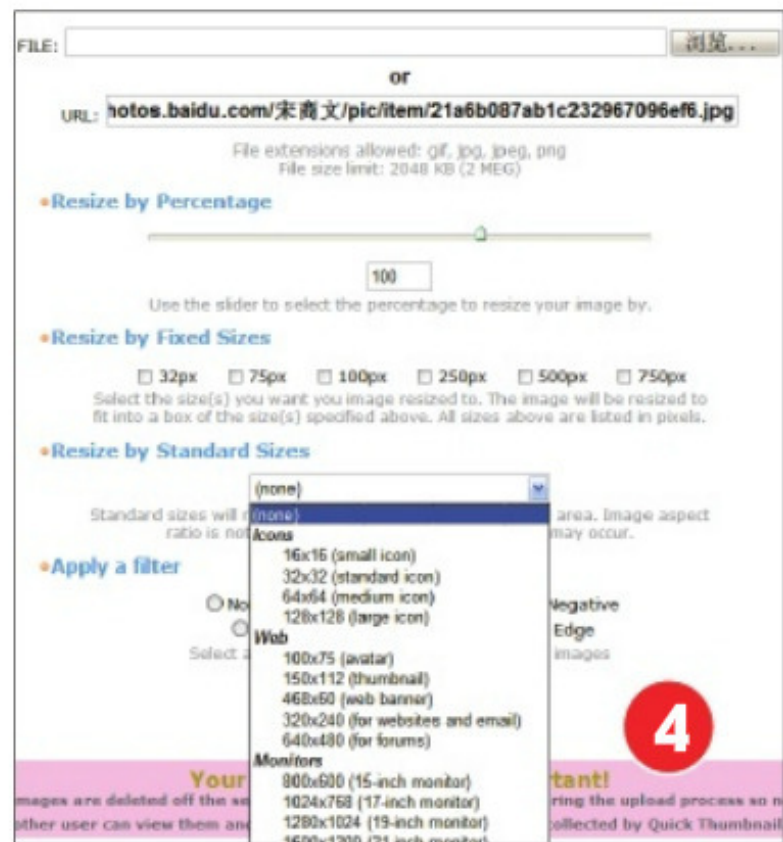 FILE: 浏览...
or
URL: hotos.baidu.com/宋商文/pic/item/21a6b087ab1c232967096ef6.jpg
File extensions allowed: gif, jpg, jpeg, png
File size limit: 2048 KB (2 MEG)
Resize by Percentage
100
Use the slider to select the percentage to resize your image by.
Resize by Fixed Sizes
32px 75px 100px 250px 500px 750px
Select the size(s) you want you image resized to. The image will be resized to
fit into a box of the size(s) specified above. All sizes above are listed in pixels.
Resize by Standard Sizes
(none)
Standard sizes will (none) area. Image aspect
ratio is Icons may occur.
16x16 (small icon)
Apply a filter
32x32 (standard icon)
64x64 (medium icon) Negative
128x128 (large icon) Edge
Web
Select images
100x75 (avatar)
150x112 (thumbnail)
468x60 (web banner)
320x240 (for websites and email)
4
640x480 (for forums)
Monitors
Your 800x600 (15-inch monitor) tant!
mages are deleted off the 1024x768 (17-inch monitor) ring the upload process so
other user can view them and 1280x1024 (19-inch monitor) collected by Quick Thumbnail
1600x1200 (21-inch monitor)